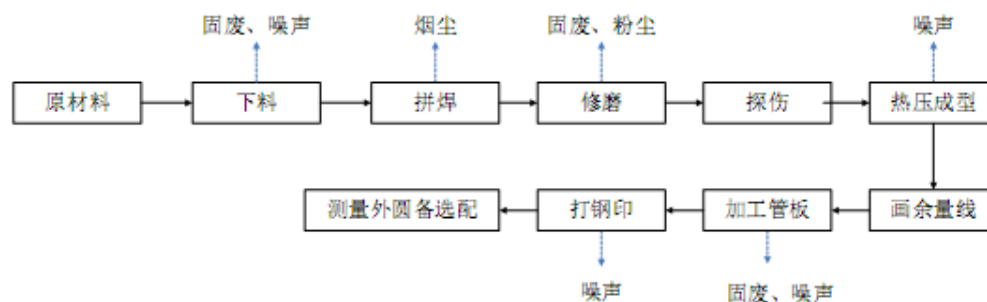 固废、噪声
烟尘
固废、粉尘
噪声
原材料
下料
拼焊
修磨
探伤
热压成型
测量外圆备选配
打钢印
加工管板
画余量线
噪声
固废、噪声